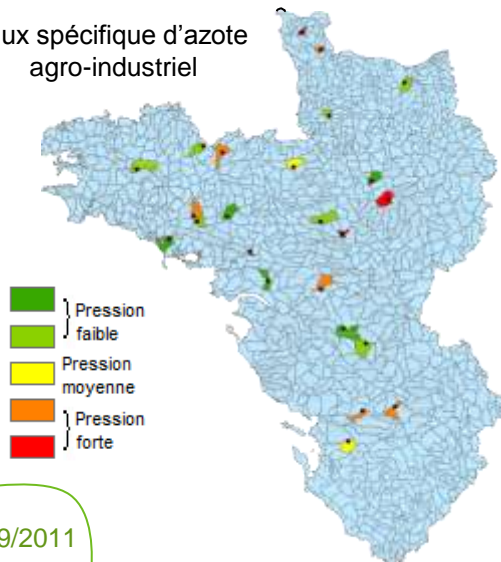 ux spécifique d’azote
agro-industriel
Pression
faible
Pression
moyenne
Pression
forte
9/2011